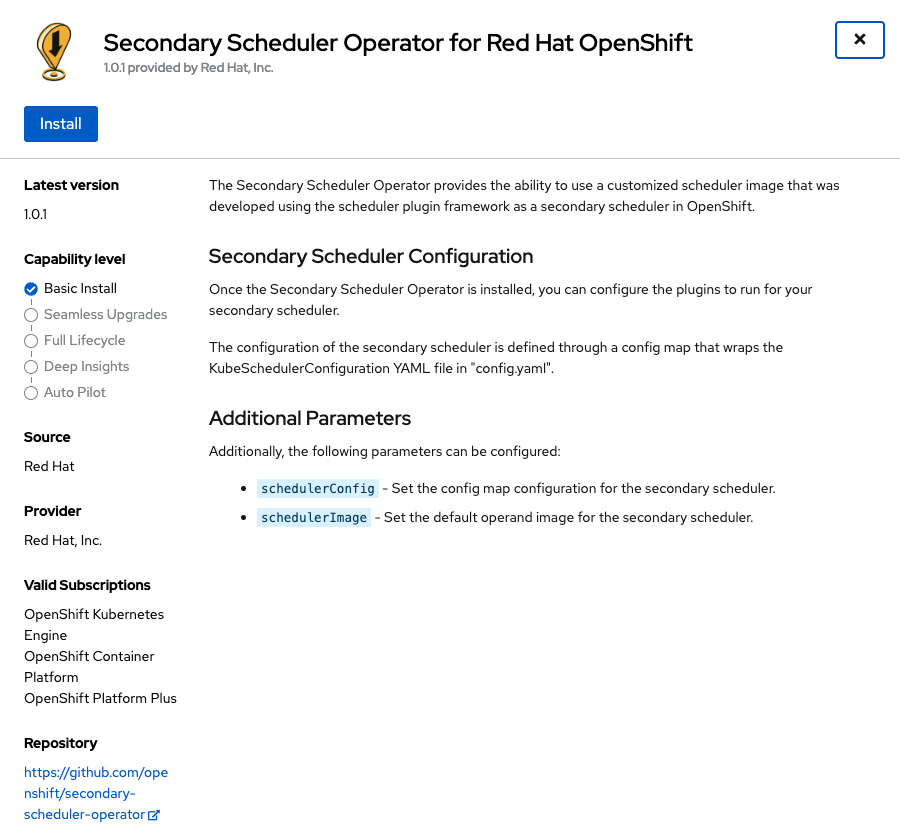 Secondary Scheduler Operator for Red Hat OpenShift
1.0.1 provided by Red Hat, Inc.
Install
Latest version
1.0.1
Capability level
Basic Install
Seamless Upgrades
Full Lifecycle
Deep Insights
Auto Pilot
Source
Red Hat
Provider
Red Hat, Inc.
Valid Subscriptions
OpenShift Kubernetes
Engine
OpenShift Container
Platform
OpenShift Platform Plus
Repository
https://github.com/ope
nshift/secondary-
scheduler-operator
The Secondary Scheduler Operator provides the ability to use a customized scheduler image that was
developed using the scheduler plugin framework as a secondary scheduler in OpenShift.
Secondary Scheduler Configuration
Once the Secondary Scheduler Operator is installed, you can configure the plugins to run for your
secondary scheduler.
The configuration of the secondary scheduler is defined through a config map that wraps the
KubeSchedulerConfiguration YAML file in "config.yaml".
Additional Parameters
Additionally, the following parameters can be configured:
• schedulerConfig - Set the config map configuration for the secondary scheduler.
• schedulerImage - Set the default operand image for the secondary scheduler.